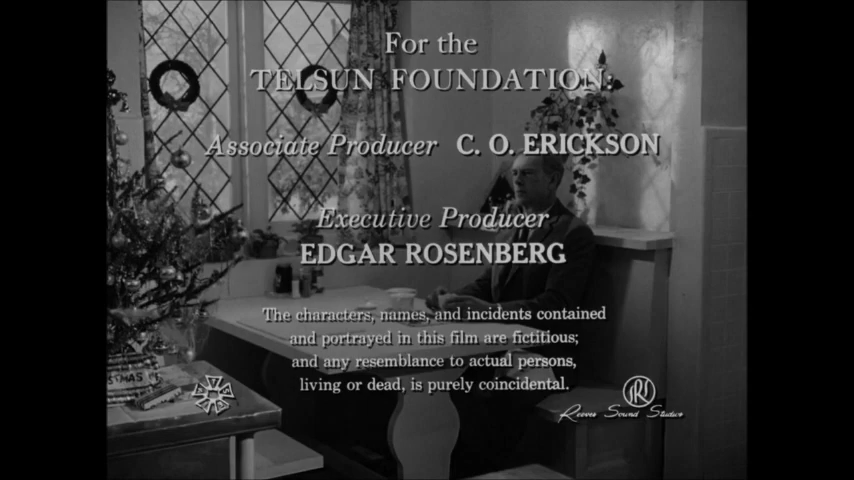 For the
TELSUN FOUNDATION:
Associate Producer C. O. ERICKSON
Executive Producer
EDGAR ROSENBERG
The characters, names, and incidents contained
and portrayed in this film are fictitious;
and any resemblance to actual persons,
living or dead, is purely coincidental.
Reeves Sound Studios